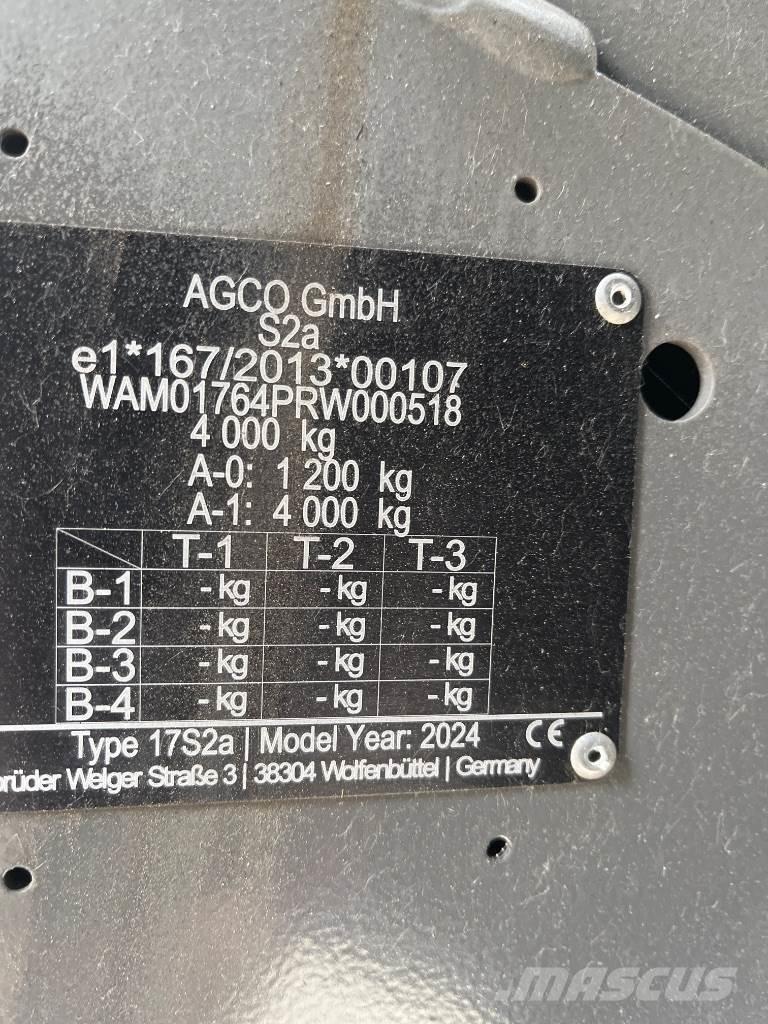 AGCO GmbH
S2a
e1*167/2013*00107
WAM01764PRW000518
4 000 kg
A-0: 1 200 kg
A-1: 4 000 kg
T-1 T-2 T-3
B-1 - kg - kg - kg
B-2 - kg - kg - kg
B-3 - kg - kg - kg
B-4 - kg - kg - kg
Type 17S2a | Model Year: 2024 CE
rüder Welger Straße 3 | 38304 Wolfenbüttel | Germany
MASCUS